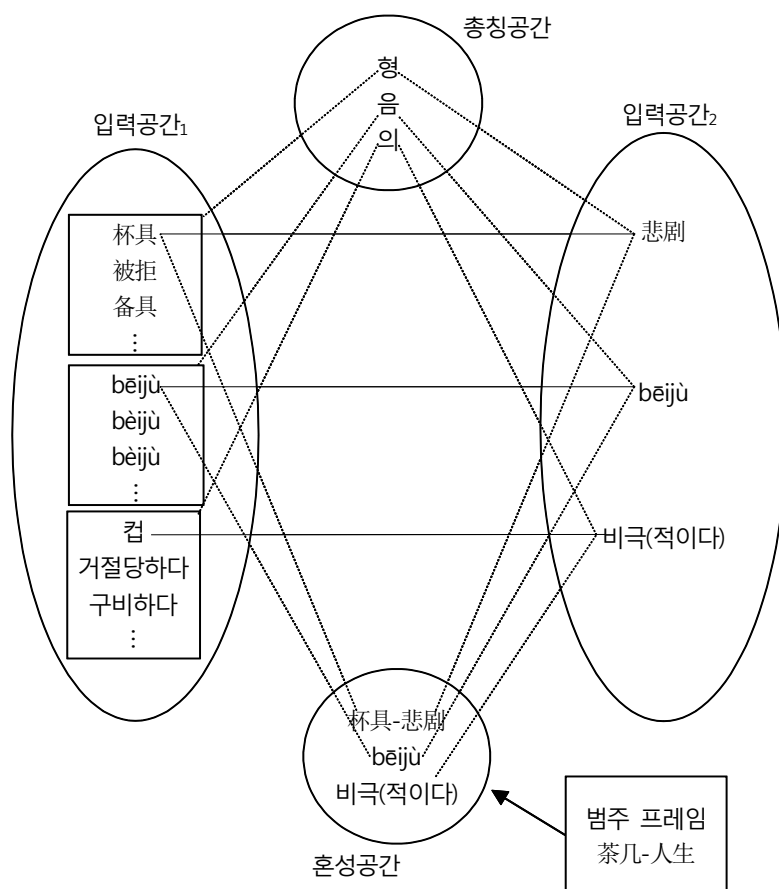 총칭공간
형
음
의
입력공간1
杯具
被拒
备具
⋮
bēijù
bèijù
bèijù
⋮
컵
거절당하다
구비하다
⋮
입력공간2
悲剧
bēijù
비극(적이다)
杯具-悲剧
bēijù
비극(적이다)
혼성공간
범주 프레임
茶几-人生